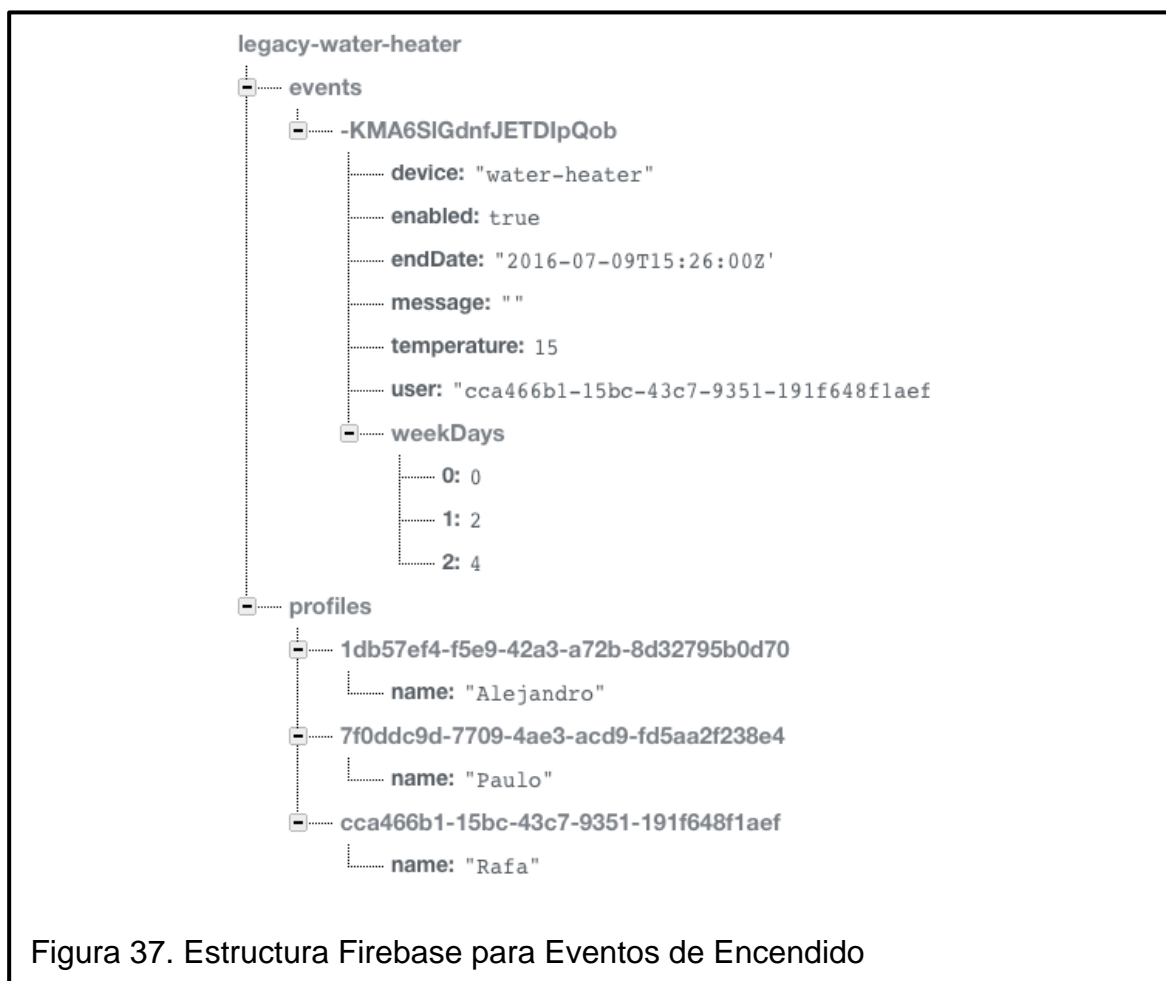 legacy-water-heater
events
-KMA6SlGdnfJETDlpQob
device: "water-heater"
enabled: true
endDate: "2016-07-09T15:26:00Z'
message: ""
temperature: 15
user: "cca466b1-15bc-43c7-9351-191f648f1aef
weekDays
0: 0
1: 2
2: 4
profiles
1db57ef4-f5e9-42a3-a72b-8d32795b0d70
name: "Alejandro"
7f0ddc9d-7709-4ae3-acd9-fd5aa2f238e4
name: "Paulo"
cca466b1-15bc-43c7-9351-191f648f1aef
name: "Rafa"
Figura 37. Estructura Firebase para Eventos de Encendido